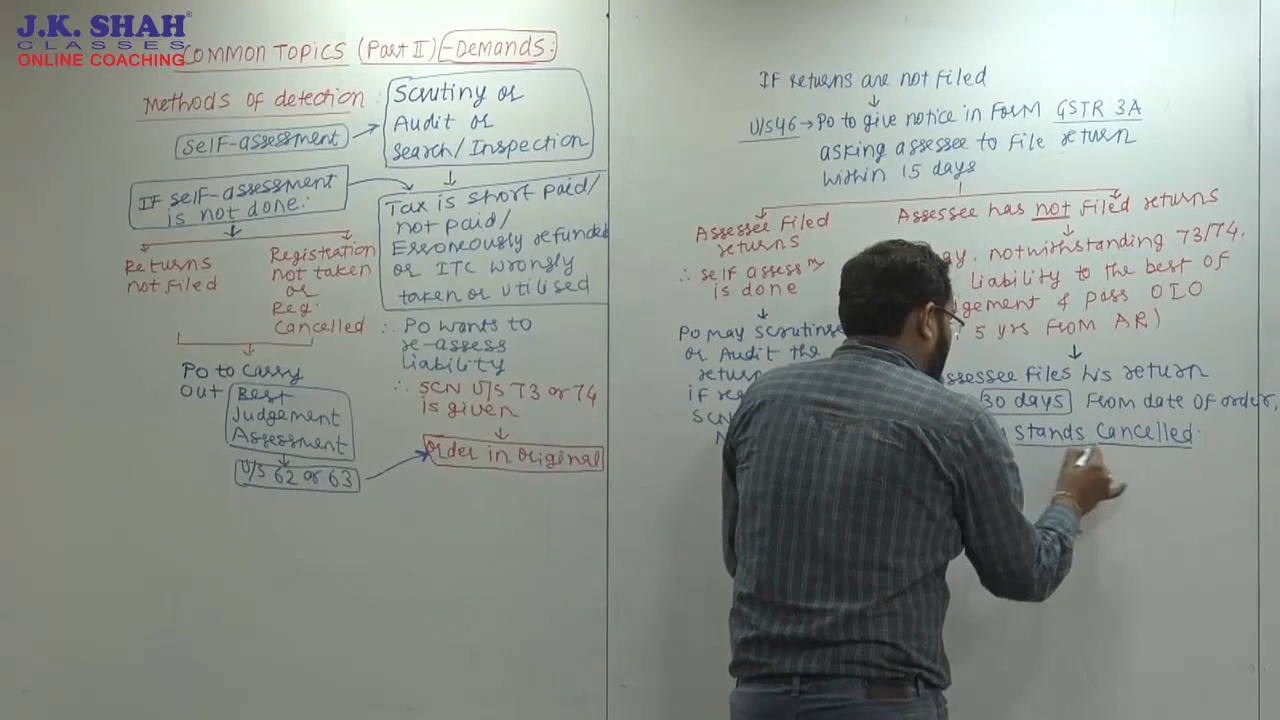 J.K. SHAH®
CLASSES
ONLINE COACHING
COMMON TOPICS (Part II) -Demands:
Methods of detection :
Self-assessment
Scrutiny or
Audit or
Search/Inspection
If self-assessment
is not done:
Returns
not filed
Registration
not taken
or
Reg:
Cancelled
PO to carry
out Best
Judgement
Assessment
U/S 62 or 63
Tax is short paid/
not paid/
Erroneously refunded
or ITC wrongly
taken or utilised
∴ PO wants to
re-assess
liability
∴ SCN U/S 73 or 74
is given
Order in original
If returns are not filed
U/S 46 → PO to give notice in Form GSTR 3A
asking assessee to file return
within 15 days
Assessee filed
returns
∴ self assessm
is done
PO may scrutinse
or Audit the
return
if re
SCN
Assessee has not filed returns
notwithstanding 73/74.
liability to the best of
gement & pass OIO
5 yrs from AR)
ssessee files his return
30 days from date of order,
stands cancelled